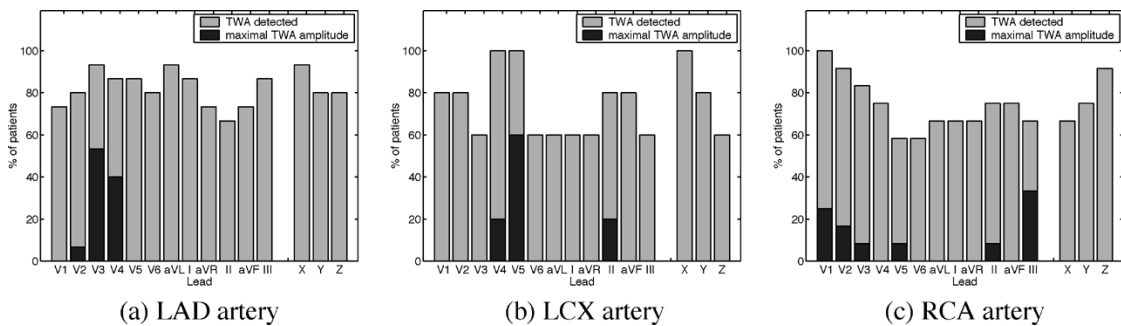 TWA detected
maximal TWA amplitude
% of patients
100
80
60
40
20
0
V1 V2 V3 V4 V5 V6 aVL I aVR II aVF III X Y Z
Lead
(a) LAD artery
TWA detected
maximal TWA amplitude
% of patients
100
80
60
40
20
0
V1 V2 V3 V4 V5 V6 aVL I aVR II aVF III X Y Z
Lead
(b) LCX artery
TWA detected
maximal TWA amplitude
% of patients
100
80
60
40
20
0
V1 V2 V3 V4 V5 V6 aVL I aVR II aVF III X Y Z
Lead
(c) RCA artery